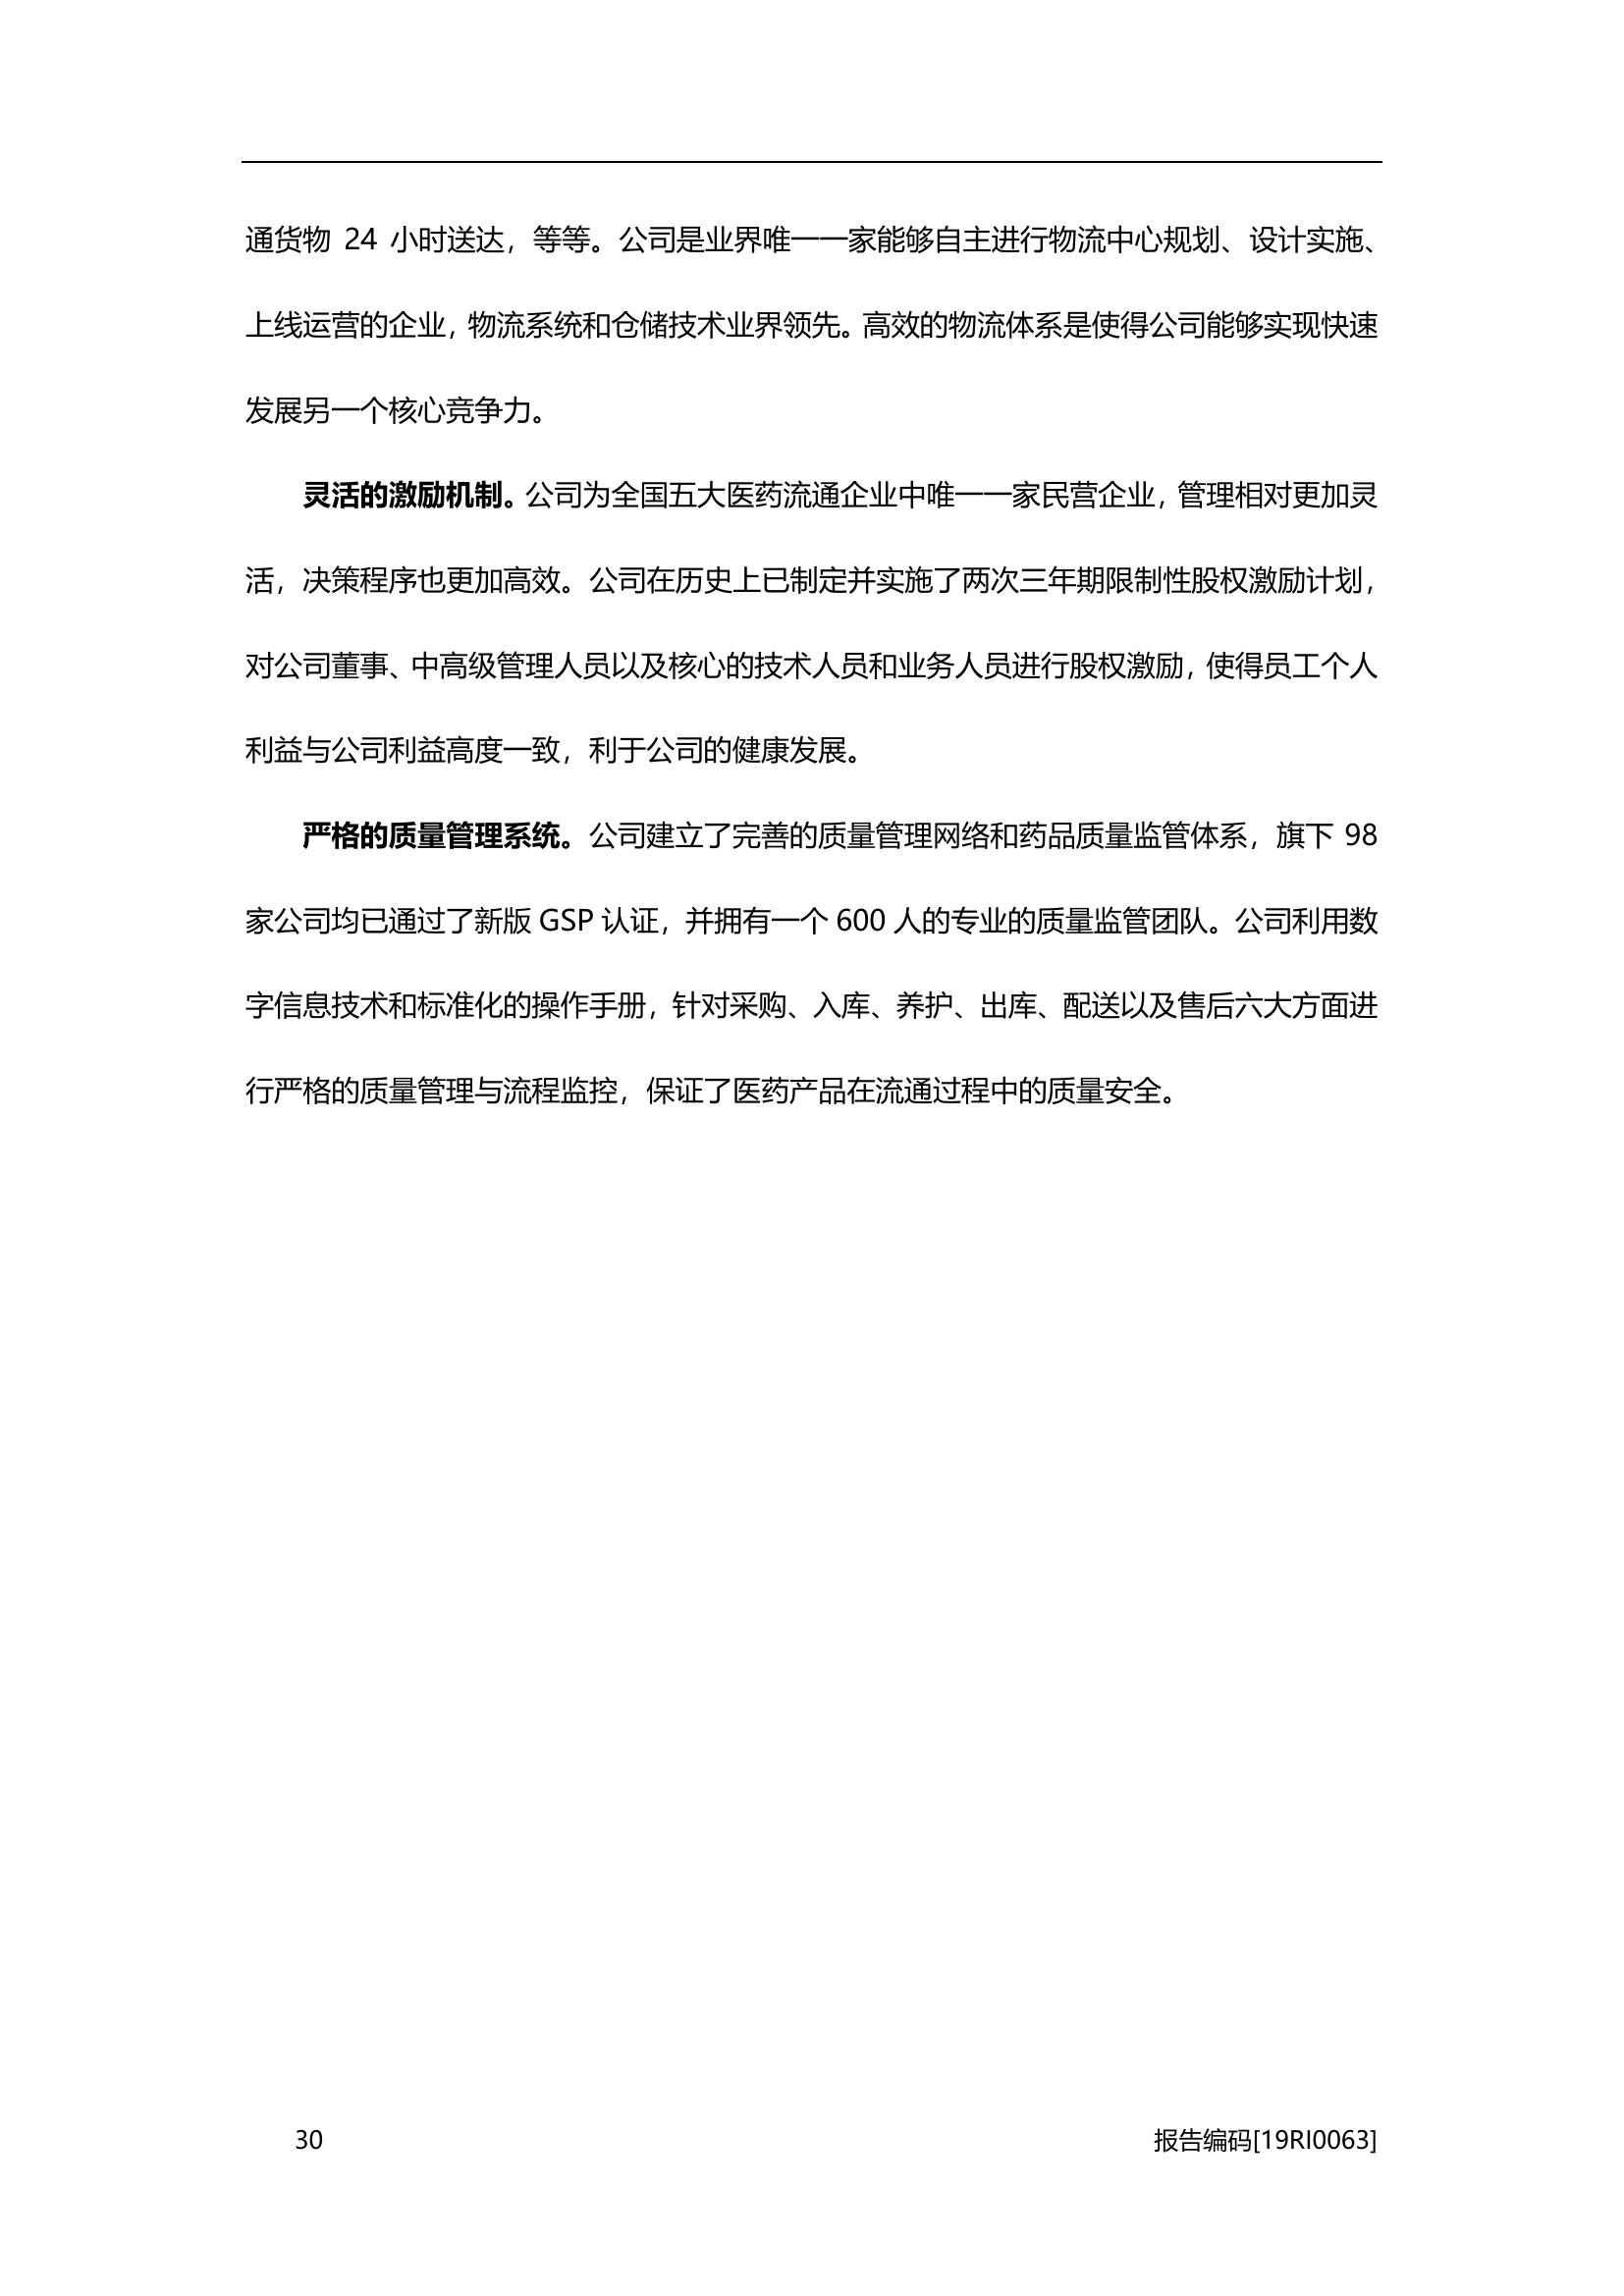 通货物 24 小时送达，等等。公司是业界唯一一家能够自主进行物流中心规划、设计实施、
上线运营的企业，物流系统和仓储技术业界领先。高效的物流体系是使得公司能够实现快速
发展另一个核心竞争力。
灵活的激励机制。公司为全国五大医药流通企业中唯一一家民营企业，管理相对更加灵
活，决策程序也更加高效。公司在历史上已制定并实施了两次三年期限制性股权激励计划，
对公司董事、中高级管理人员以及核心的技术人员和业务人员进行股权激励，使得员工个人
利益与公司利益高度一致，利于公司的健康发展。
严格的质量管理系统。公司建立了完善的质量管理网络和药品质量监管体系，旗下 98
家公司均已通过了新版 GSP 认证，并拥有一个 600 人的专业的质量监管团队。公司利用数
字信息技术和标准化的操作手册，针对采购、入库、养护、出库、配送以及售后六大方面进
行严格的质量管理与流程监控，保证了医药产品在流通过程中的质量安全。
30 报告编码[19RI0063]